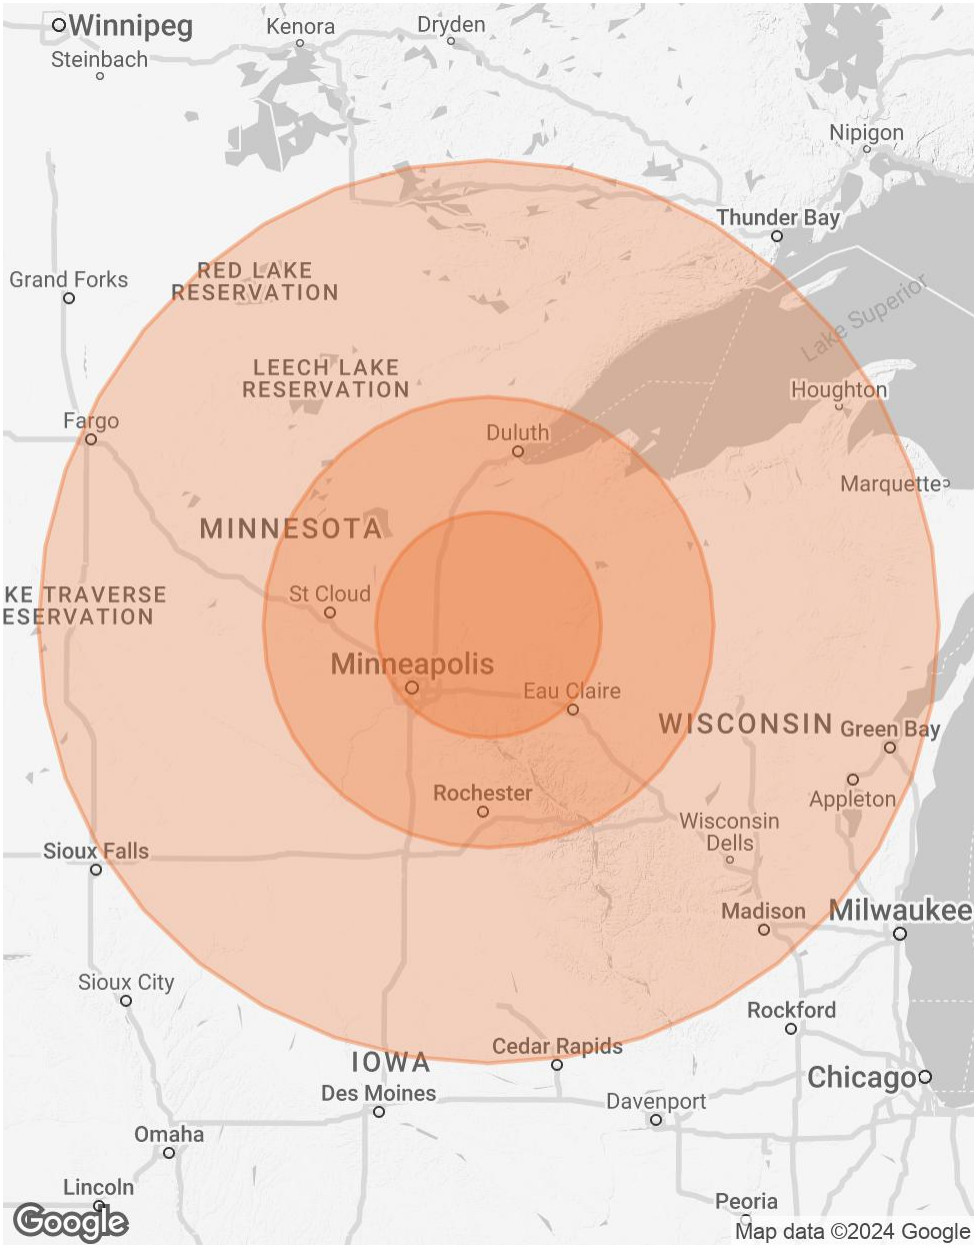 Winnipeg
Kenora
Dryden
Steinbach
Nipigon
Thunder Bay
RED LAKE
RESERVATION
Grand Forks
Lake Superior
LEECH LAKE
RESERVATION
Houghton
Fargo
Duluth
Marquette
MINNESOTA
St Cloud
KE TRAVERSE
ESERVATION
Minneapolis
Eau Claire
WISCONSIN
Green Bay
Rochester
Appleton
Wisconsin
Dells
Sioux Falls
Madison
Milwaukee
Sioux City
Rockford
Cedar Rapids
IOWA
Chicago
Des Moines
Davenport
Omaha
Lincoln
Peoria
Google
Map data ©2024 Google